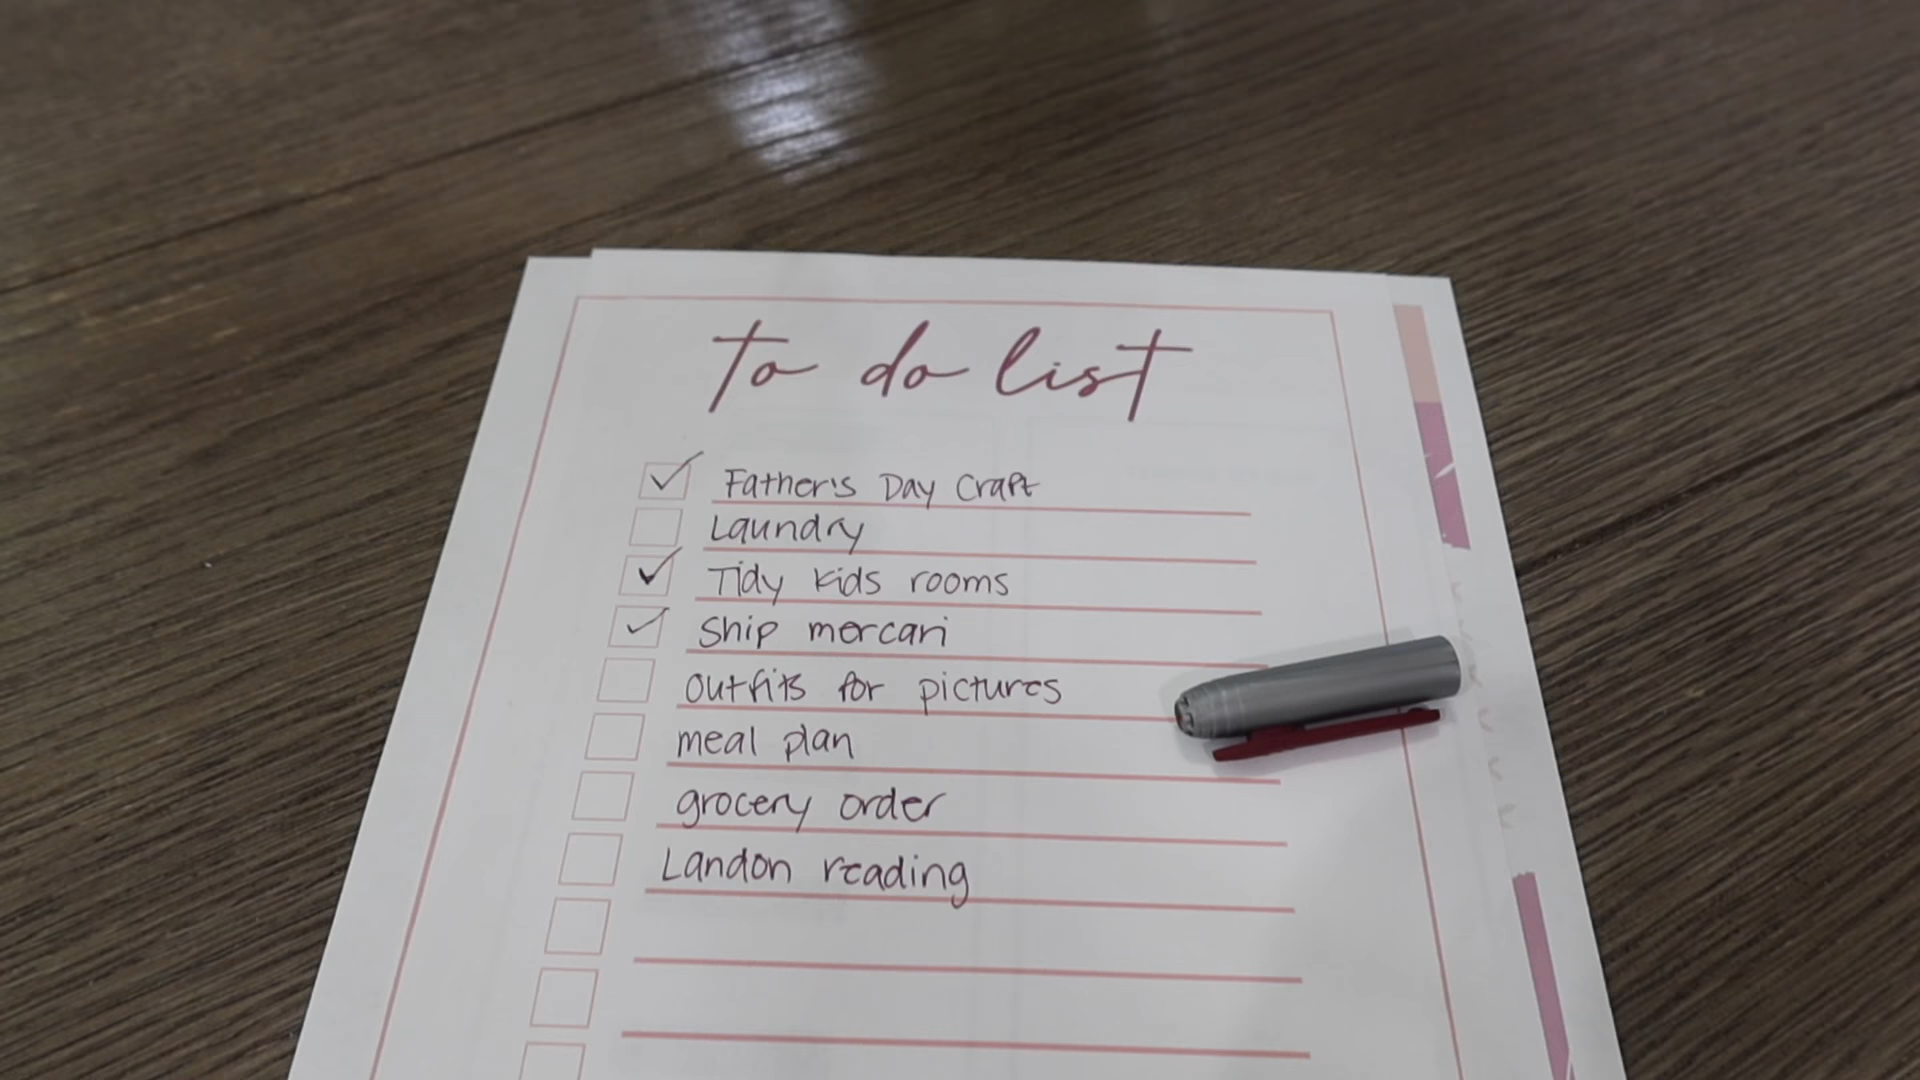 to do list
Father's Day Craft
Laundry
Tidy kids rooms
Ship mercari
outfits for pictures
meal plan
grocery order
Landon reading